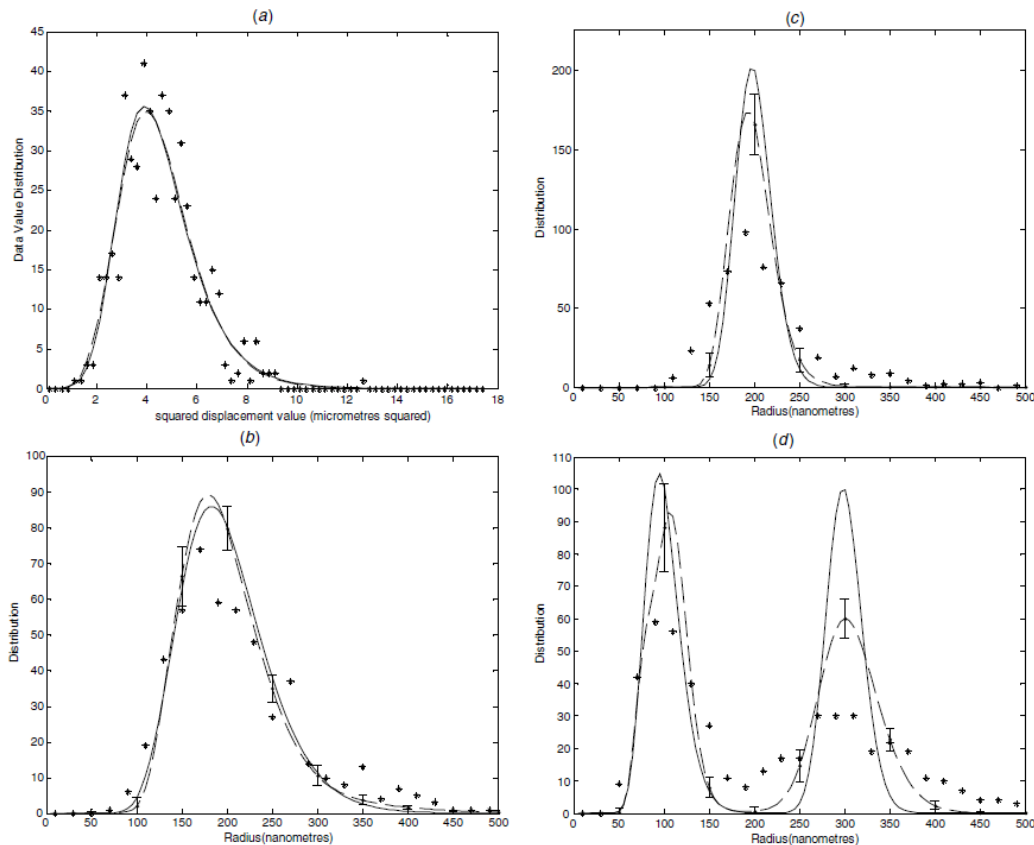 (a)
45
40
35
30
25
20
15
10
5
0
Data Value Distribution
0 2 4 6 8 10 12 14 16 18
squared displacement value (micrometres squared)
(c)
200
150
100
50
0
Distribution
0 50 100 150 200 250 300 350 400 450 500
Radius(nanometres)
(b)
100
90
80
70
60
50
40
30
20
10
0
Distribution
0 50 100 150 200 250 300 350 400 450 500
Radius(nanometres)
(d)
110
100
90
80
70
60
50
40
30
20
10
0
Distribution
0 50 100 150 200 250 300 350 400 450 500
Radius(nanometres)